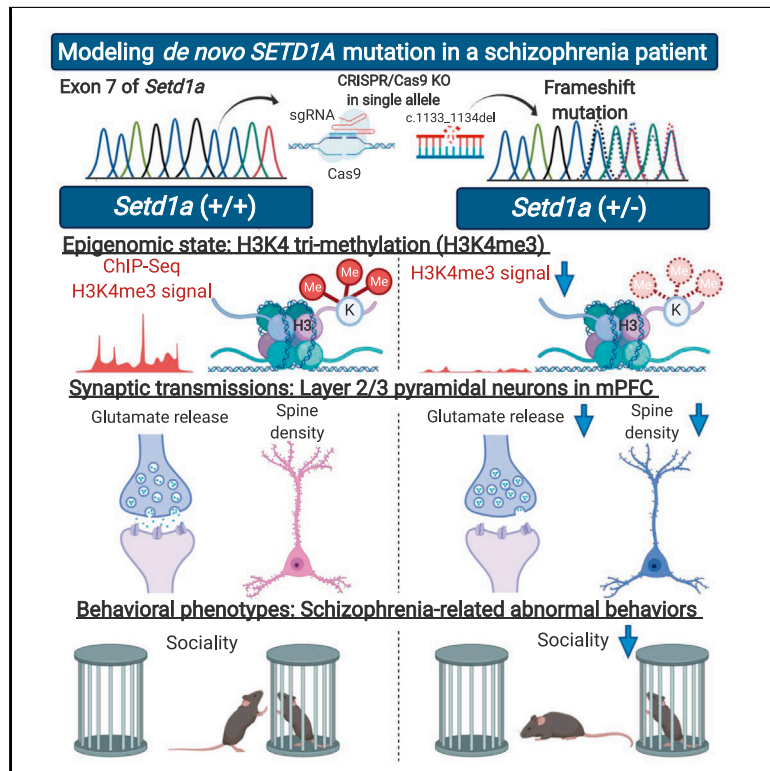 Modeling de novo SETD1A mutation in a schizophrenia patient
Exon 7 of Setd1a
CRISPR/Cas9 KO
in single allele
sgRNA
c.1133_1134del
Cas9
Frameshift
mutation
Setd1a (+/+)
Setd1a (+/-)
Epigenomic state: H3K4 tri-methylation (H3K4me3)
ChIP-Seq
H3K4me3 signal
Me
Me
Me
K
H3
H3K4me3 signal
Me
Me
Me
K
H3
Synaptic transmissions: Layer 2/3 pyramidal neurons in mPFC
Glutamate release
Spine
density
Glutamate release
Spine
density
Behavioral phenotypes: Schizophrenia-related abnormal behaviors
Sociality
Sociality